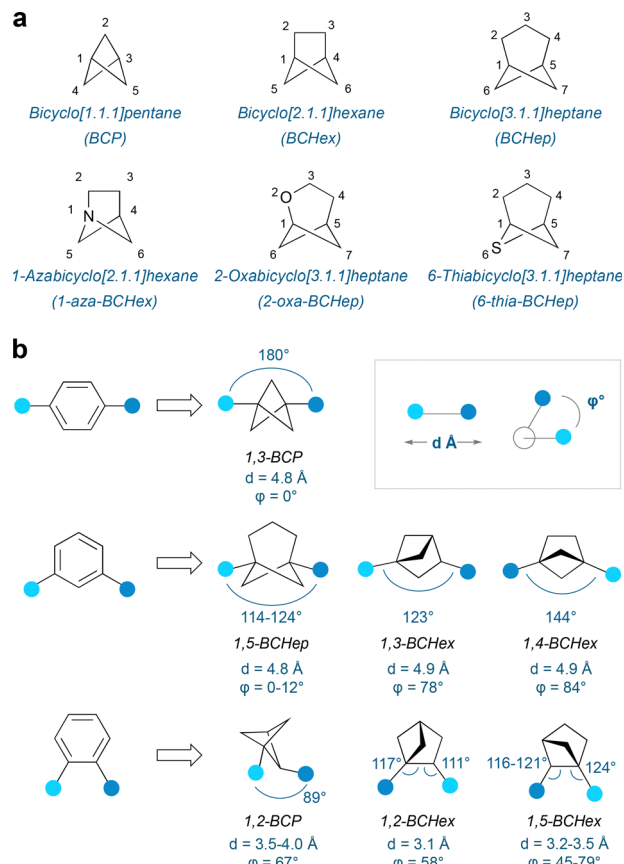 a
2
1 3
4 5
Bicyclo[1.1.1]pentane
(BCP)
2 3
1 4
5 6
Bicyclo[2.1.1]hexane
(BCHex)
3
2 4
1 5
6 7
Bicyclo[3.1.1]heptane
(BCHep)
2 3
1 N 4
5 6
1-Azabicyclo[2.1.1]hexane
(1-aza-BCHex)
3
2 O 4
1 5
6 7
2-Oxabicyclo[3.1.1]heptane
(2-oxa-BCHep)
3
2 4
1 5
6 S 7
6-Thiabicyclo[3.1.1]heptane
(6-thia-BCHep)
b
180°
1,3-BCP
d = 4.8 Å
φ = 0°
d Å
φ°
114-124°
1,5-BCHep
d = 4.8 Å
φ = 0-12°
123°
1,3-BCHex
d = 4.9 Å
φ = 78°
144°
1,4-BCHex
d = 4.9 Å
φ = 84°
89°
1,2-BCP
d = 3.5-4.0 Å
φ = 67°
117° 111°
1,2-BCHex
d = 3.1 Å
φ = 58°
116-121° 124°
1,5-BCHex
d = 3.2-3.5 Å
φ = 45-79°